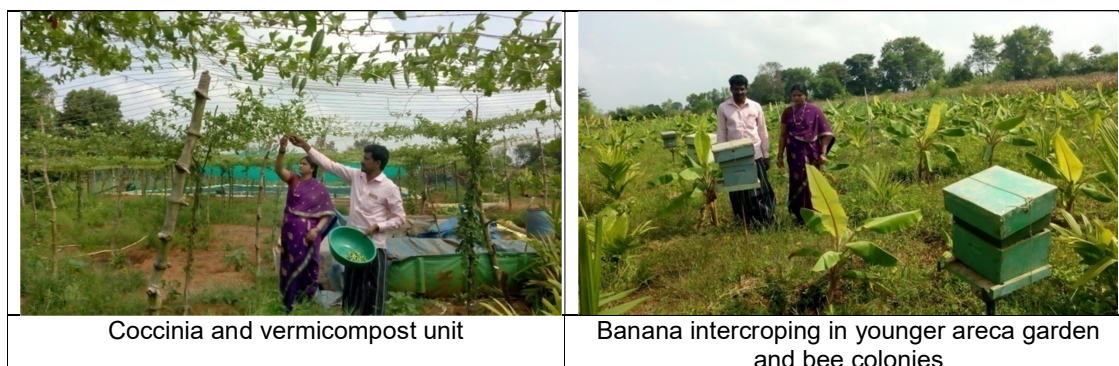 Coccinia and vermicompost unit
Banana intercroping in younger areca garden
and bee colonies